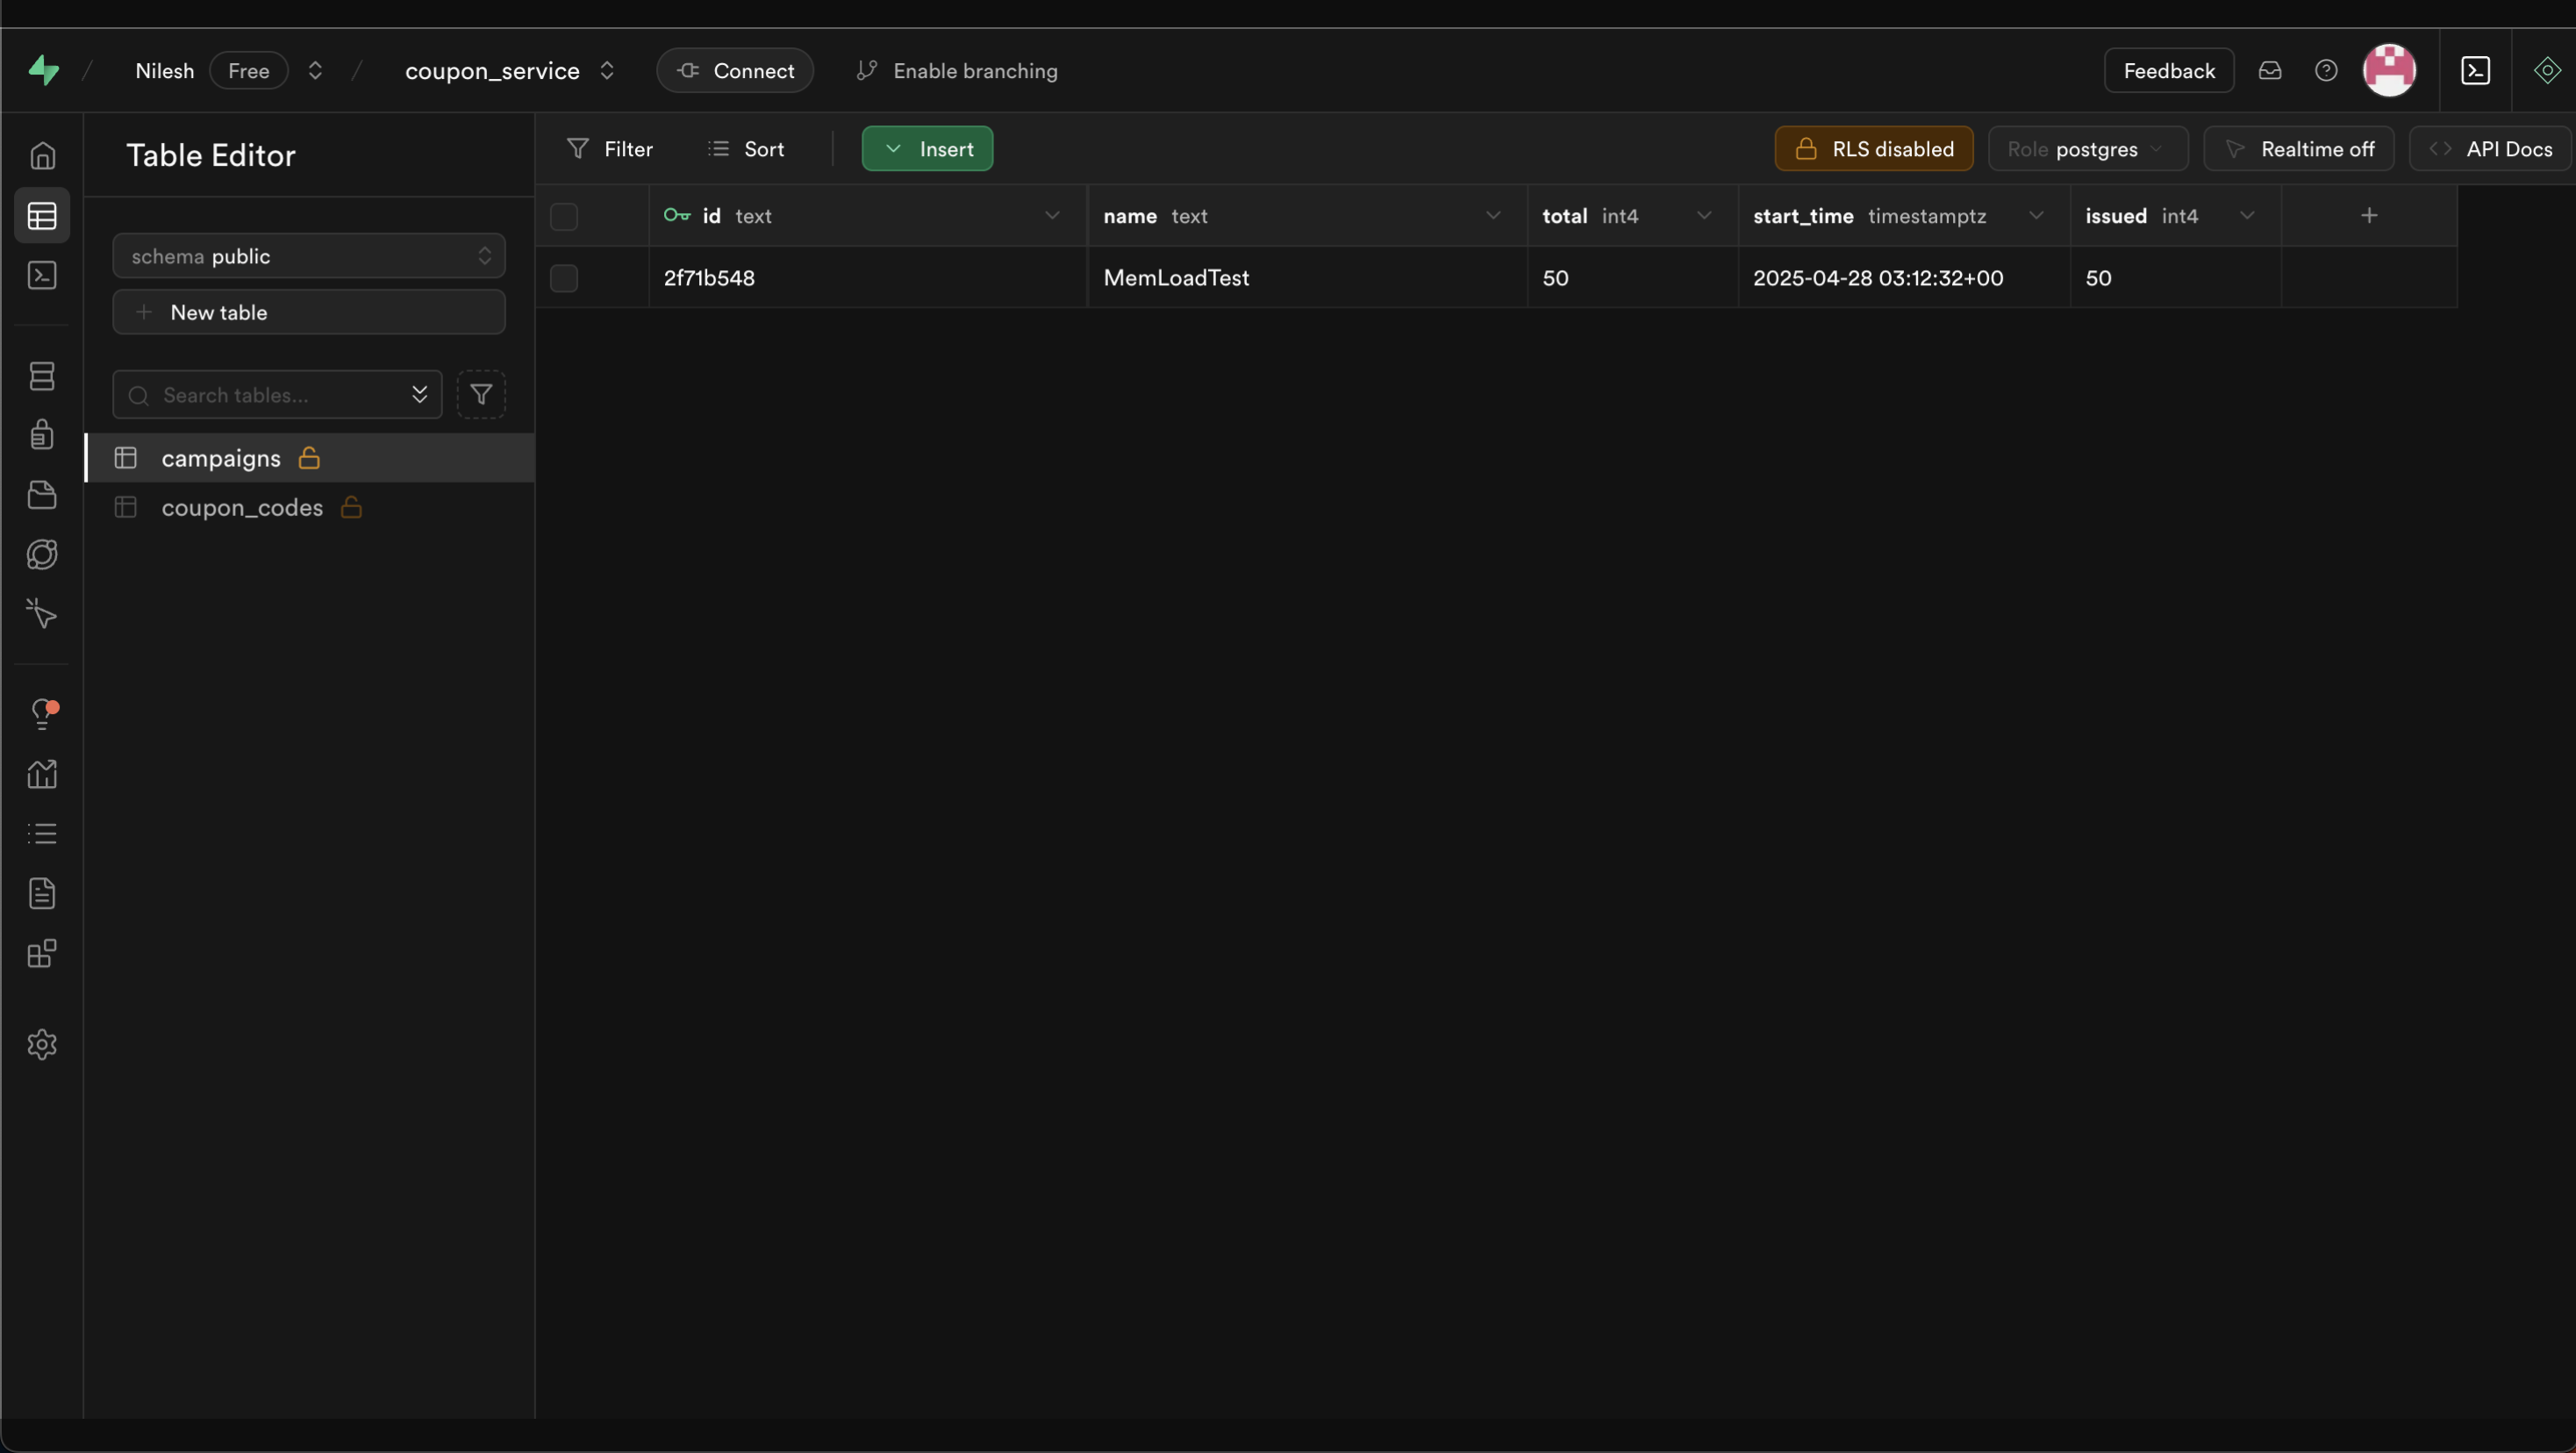 Nilesh Free coupon_service Connect Enable branching Feedback
Table Editor
Filter Sort Insert RLS disabled Role postgres Realtime off API Docs
id text name text total int4 start_time timestamptz issued int4
schema public
2f71b548 MemLoadTest 50 2025-04-28 03:12:32+00 50
New table
Search tables...
campaigns
coupon_codes